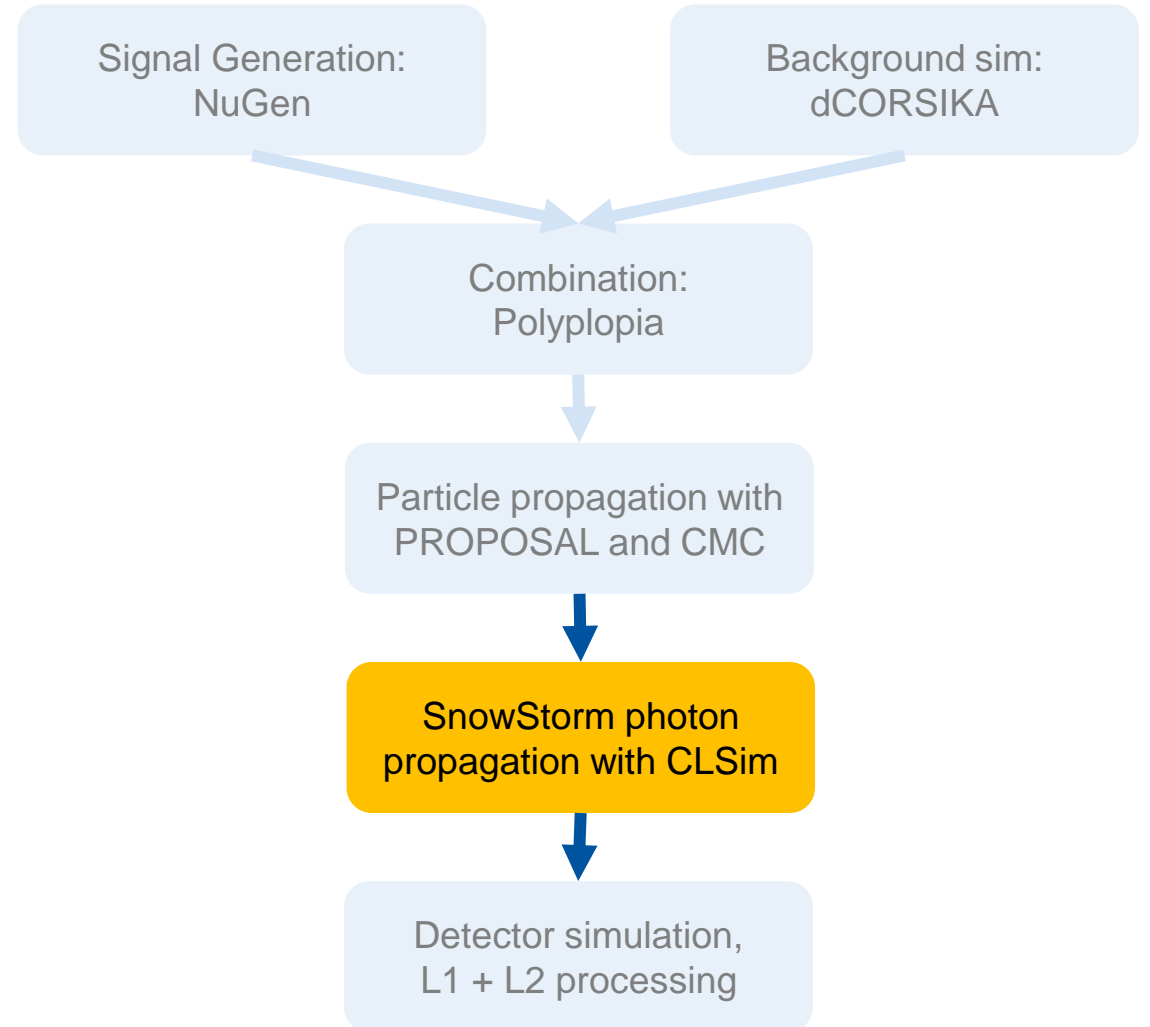 Signal Generation:
NuGen
Background sim:
dCORSIKA
Combination:
Polyplopia
Particle propagation with
PROPOSAL and CMC
SnowStorm photon
propagation with CLSim
Detector simulation,
L1 + L2 processing